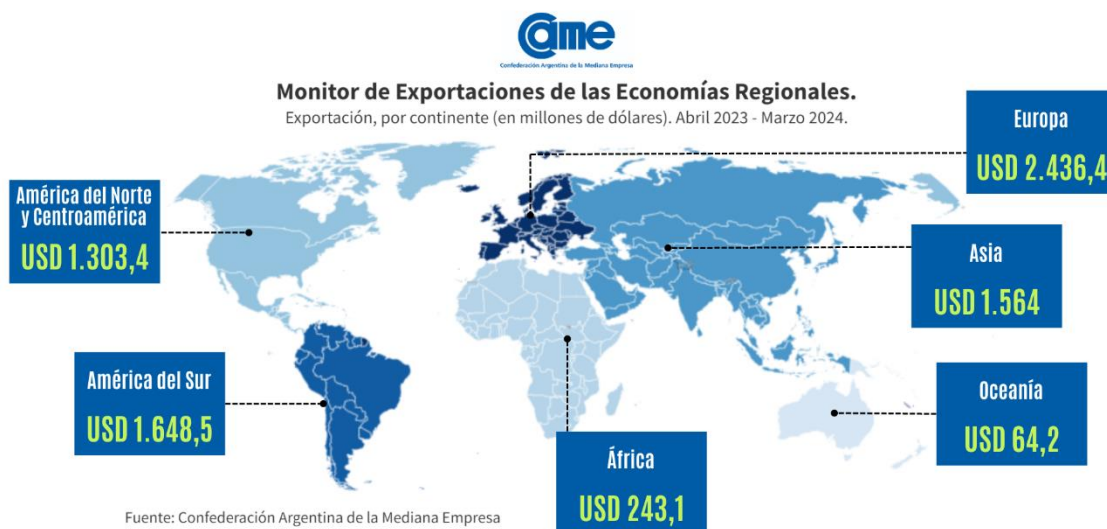 Came
Confederación Argentina de la Mediana Empresa
Monitor de Exportaciones de las Economías Regionales.
Exportación, por continente (en millones de dólares). Abril 2023 - Marzo 2024.
Europa
USD 2.436,4
América del Norte
y Centroamérica
USD 1.303,4
Asia
USD 1.564
América del Sur
USD 1.648,5
Oceanía
USD 64,2
África
USD 243,1
Fuente: Confederación Argentina de la Mediana Empresa